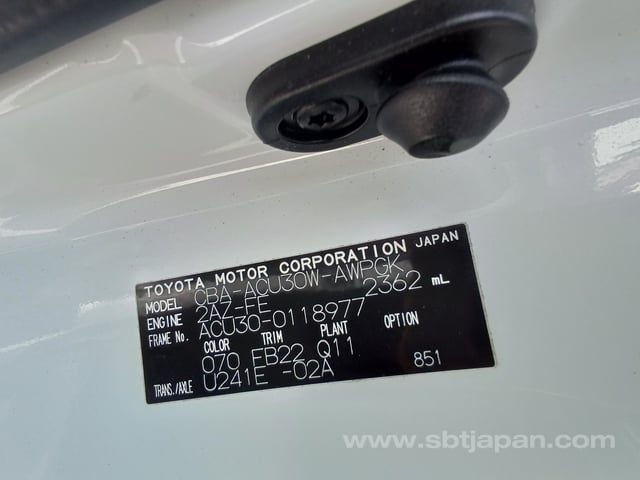 TOYOTA MOTOR CORPORATION JAPAN
MODEL CBA-ACU30W-AWPGK
ENGINE 2AZ-FE 2362 mL
FRAME No. ACU30-0118977
COLOR TRIM PLANT OPTION
070 FB22 Q11 851
TRANS./AXLE U241E -02A
www.sbtjapan.com